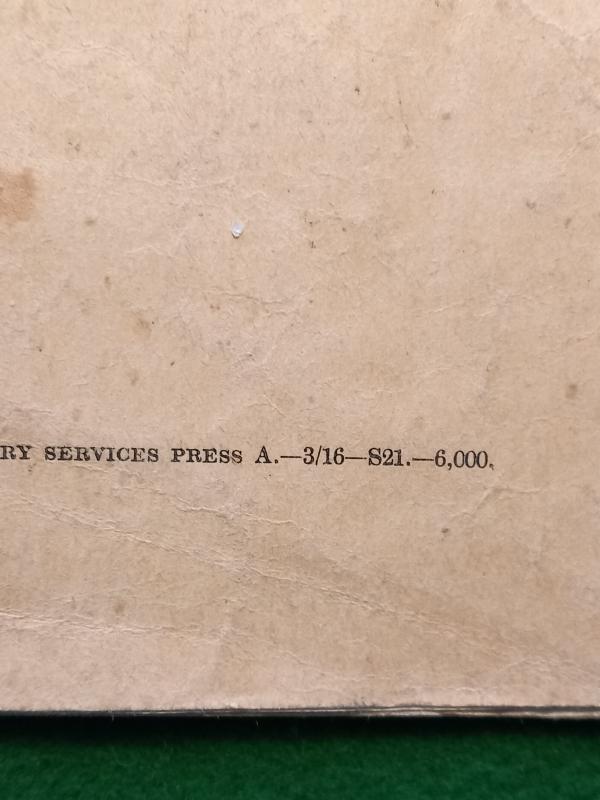 RY SERVICES PRESS A.—3/16—S21.—6,000.